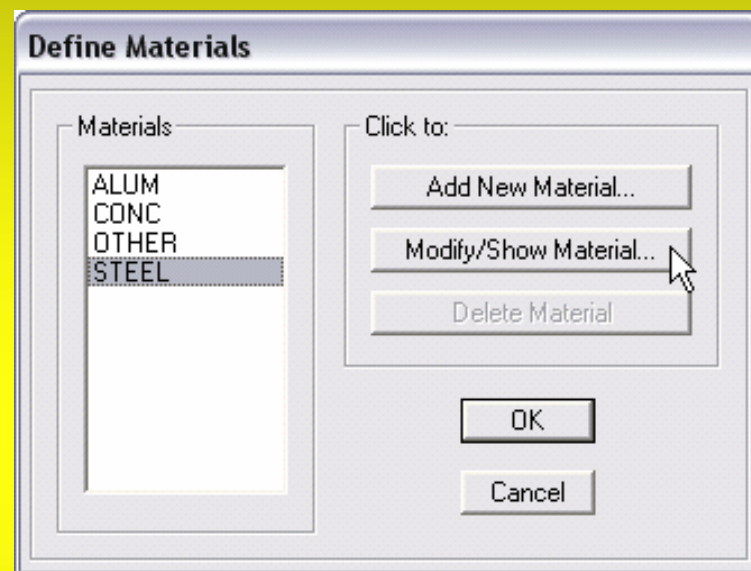 Define Materials
Materials
ALUM
CONC
OTHER
STEEL
Click to:
Add New Material...
Modify/Show Material...
Delete Material
OK
Cancel